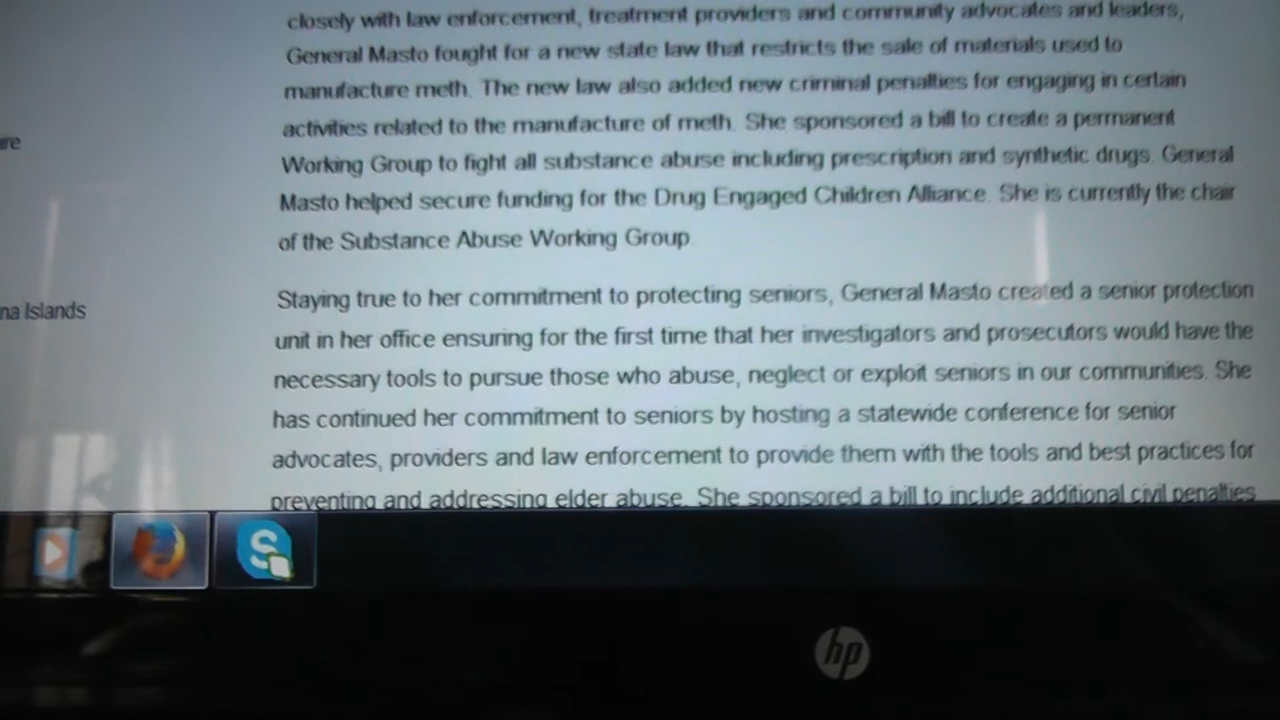 closely with law enforcement, treatment providers and community advocates and leaders,
General Masto fought for a new state law that restricts the sale of materials used to
manufacture meth. The new law also added new criminal penalties for engaging in certain
activities related to the manufacture of meth. She sponsored a bill to create a permanent
Working Group to fight all substance abuse including prescription and synthetic drugs. General
Masto helped secure funding for the Drug Engaged Children Alliance. She is currently the chair
of the Substance Abuse Working Group.
ire
na Islands
Staying true to her commitment to protecting seniors, General Masto created a senior protection
unit in her office ensuring for the first time that her investigators and prosecutors would have the
necessary tools to pursue those who abuse, neglect or exploit seniors in our communities. She
has continued her commitment to seniors by hosting a statewide conference for senior
advocates, providers and law enforcement to provide them with the tools and best practices for
preventing and addressing elder abuse. She sponsored a bill to include additional civil penalties
S
hp